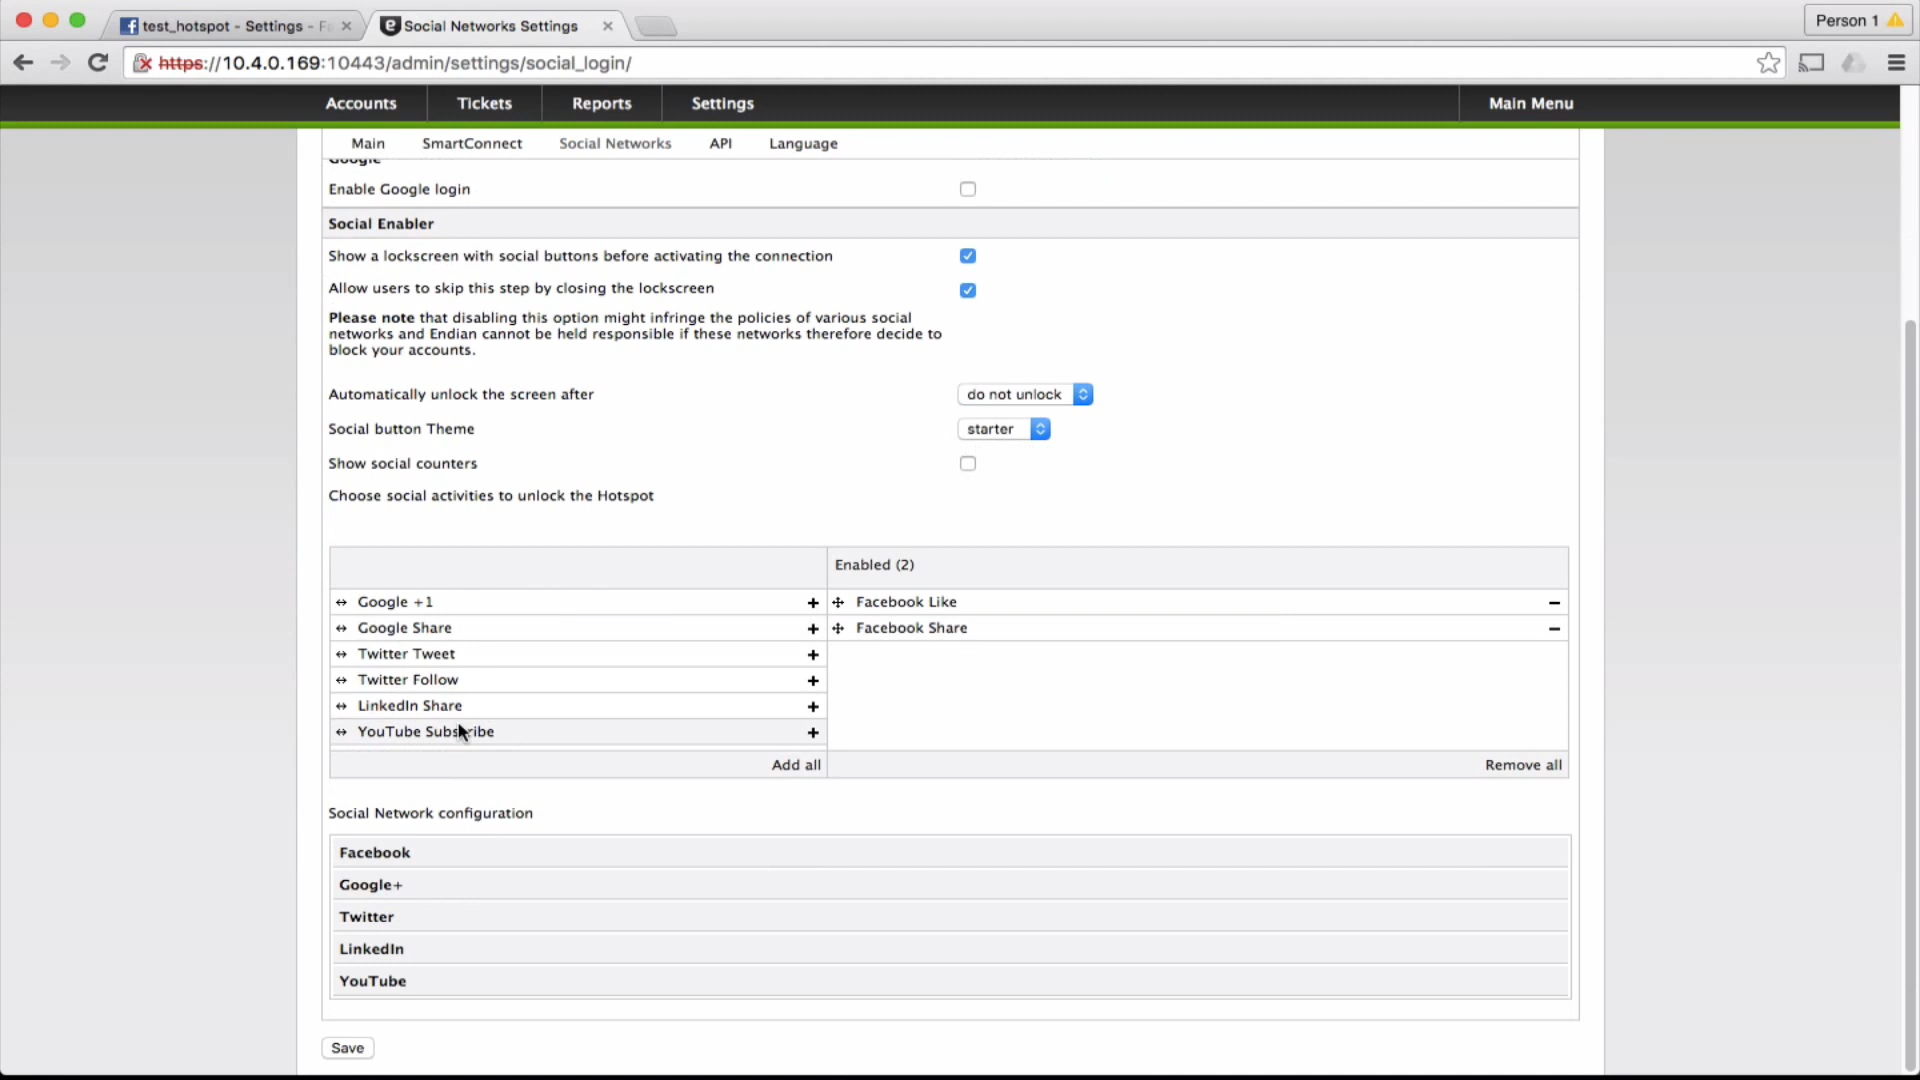 test_hotspot - Settings - Fa
Social Networks Settings
Person 1
https://10.4.0.169:10443/admin/settings/social_login/
Accounts
Tickets
Reports
Settings
Main Menu
Main
SmartConnect
Social Networks
API
Language
Google
Enable Google login
Social Enabler
Show a lockscreen with social buttons before activating the connection
Allow users to skip this step by closing the lockscreen
Please note that disabling this option might infringe the policies of various social
networks and Endian cannot be held responsible if these networks therefore decide to
block your accounts.
Automatically unlock the screen after
do not unlock
Social button Theme
starter
Show social counters
Choose social activities to unlock the Hotspot
Enabled (2)
Google +1
Facebook Like
Google Share
Facebook Share
Twitter Tweet
Twitter Follow
LinkedIn Share
YouTube Subscribe
Add all
Remove all
Social Network configuration
Facebook
Google+
Twitter
LinkedIn
YouTube
Save